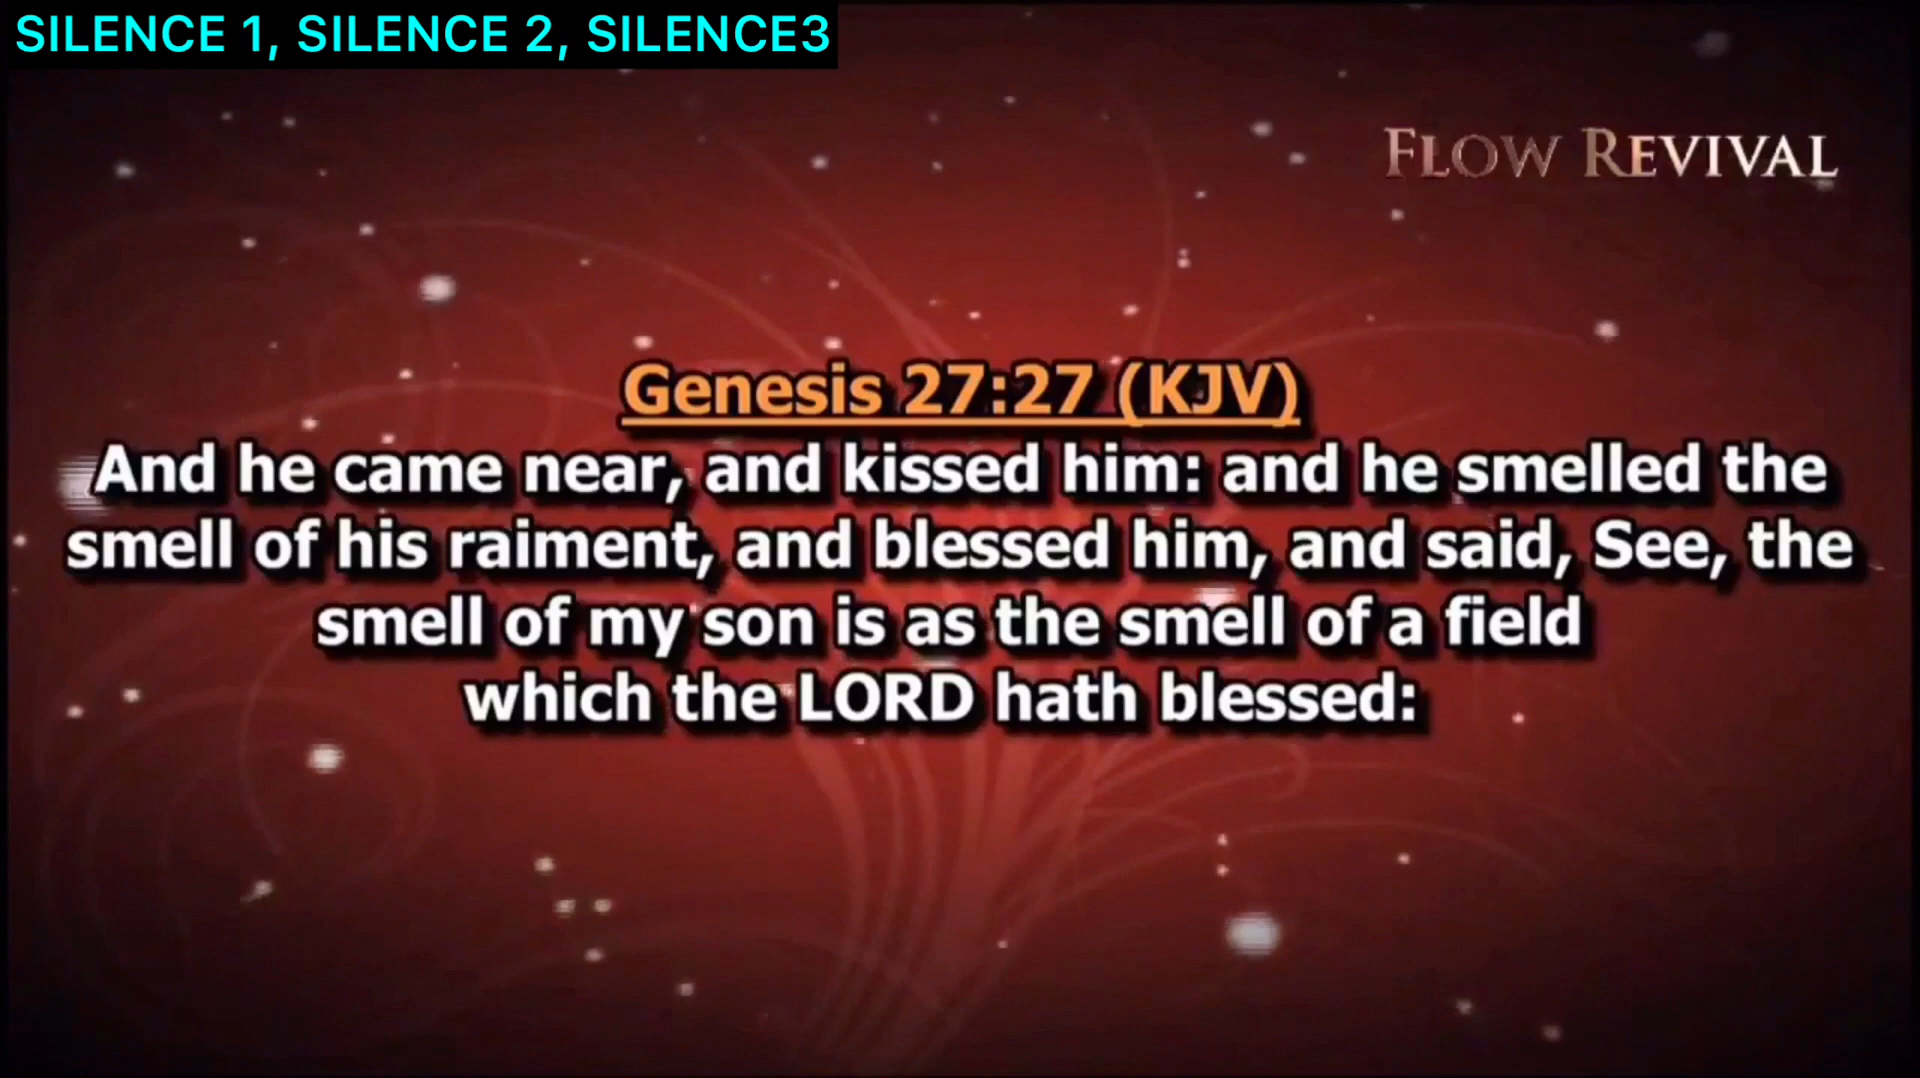 SILENCE 1, SILENCE 2, SILENCE3
FLOW REVIVAL
Genesis 27:27 (KJV)
And he came near, and kissed him: and he smelled the
smell of his raiment, and blessed him, and said, See, the
smell of my son is as the smell of a field
which the LORD hath blessed: